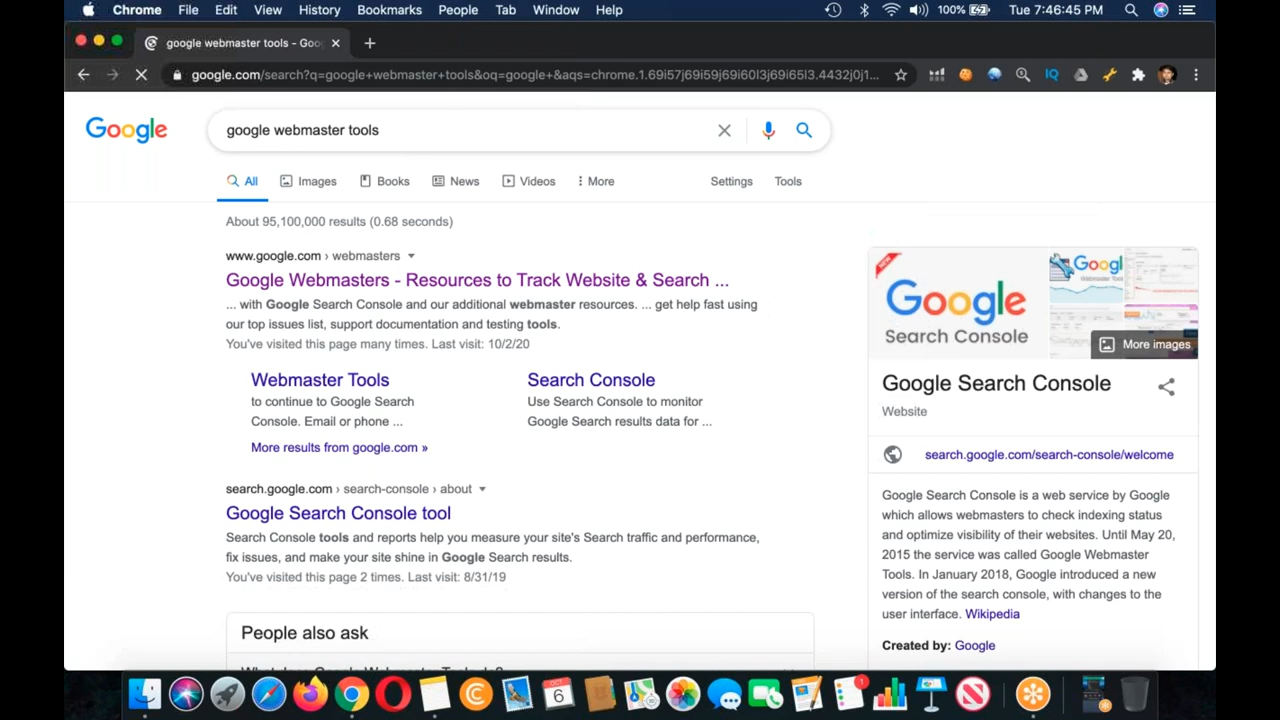 Chrome File Edit View History Bookmarks People Tab Window Help 100% Tue 7:46:45 PM
google webmaster tools - Goo
google.com/search?q=google+webmaster+tools&oq=google+&aqs=chrome.1.69i57j69i59j69i60l3j69i65l3.4432j0j1... IQ
Google
google webmaster tools
All Images Books News Videos More Settings Tools
About 95,100,000 results (0.68 seconds)
www.google.com › webmasters
Google Webmasters - Resources to Track Website & Search ...
... with Google Search Console and our additional webmaster resources. ... get help fast using
our top issues list, support documentation and testing tools.
You've visited this page many times. Last visit: 10/2/20
Webmaster Tools
to continue to Google Search
Console. Email or phone ...
Search Console
Use Search Console to monitor
Google Search results data for ...
More results from google.com »
search.google.com › search-console › about
Google Search Console tool
Search Console tools and reports help you measure your site's Search traffic and performance,
fix issues, and make your site shine in Google Search results.
You've visited this page 2 times. Last visit: 8/31/19
People also ask
NEW
Google
Search Console
Googl
More images
Google Search Console
Website
search.google.com/search-console/welcome
Google Search Console is a web service by Google
which allows webmasters to check indexing status
and optimize visibility of their websites. Until May 20,
2015 the service was called Google Webmaster
Tools. In January 2018, Google introduced a new
version of the search console, with changes to the
user interface. Wikipedia
Created by: Google
6
1